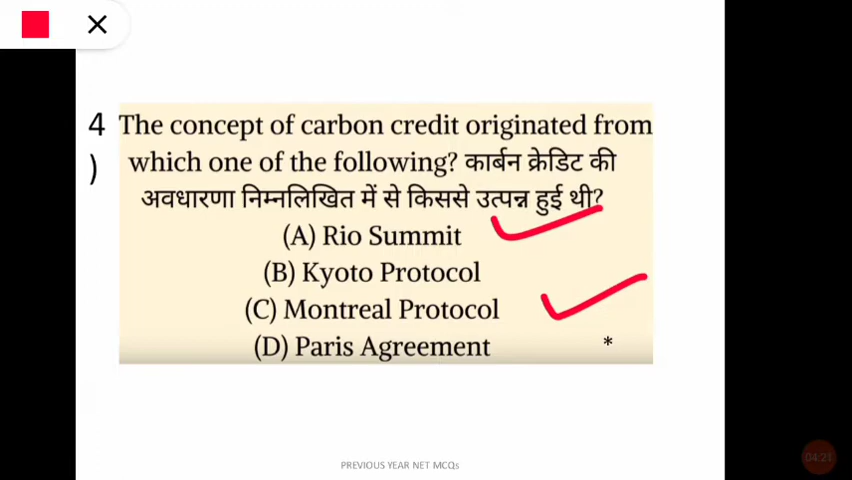 4 The concept of carbon credit originated from
) which one of the following? कार्बन क्रेडिट की
अवधारणा निम्नलिखित में से किससे उत्पन्न हुई थी?
(A) Rio Summit
(B) Kyoto Protocol
(C) Montreal Protocol
(D) Paris Agreement *
PREVIOUS YEAR NET MCQs
04:21